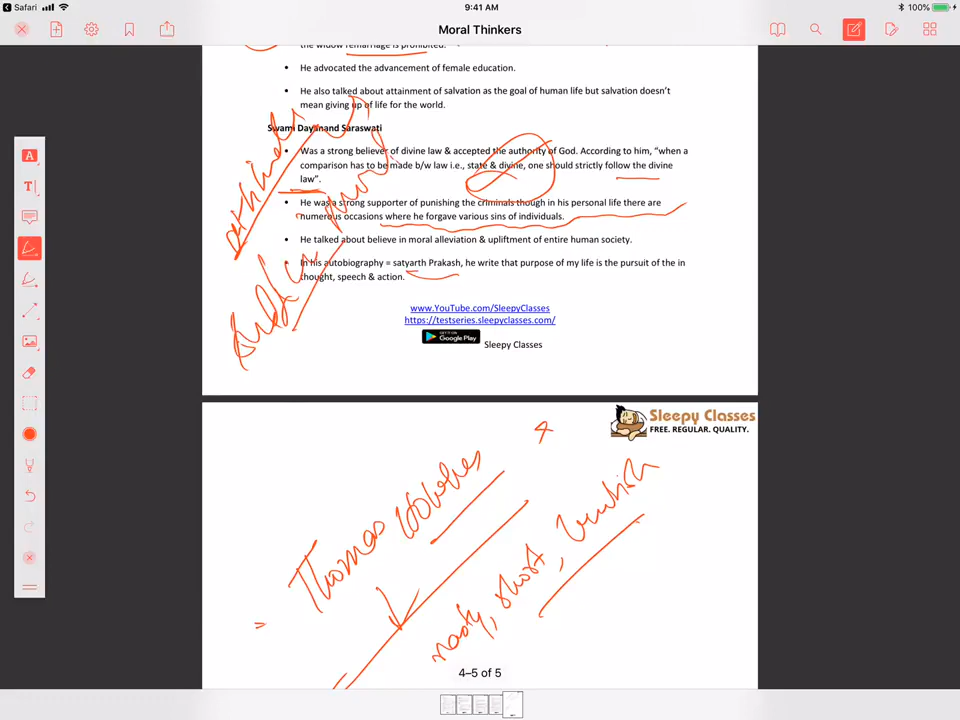 Safari
9:41 AM
100%
Moral Thinkers
the widow remarriage is prohibited.
• He advocated the advancement of female education.
• He also talked about attainment of salvation as the goal of human life but salvation doesn't
mean giving up of life for the world.
Swami Dayanand Saraswati
• Was a strong believer of divine law & accepted the authority of God. According to him, "when a
comparison has to be made b/w law i.e., state & divine, one should strictly follow the divine
law".
• He was a strong supporter of punishing the criminals though in his personal life there are
numerous occasions where he forgave various sins of individuals.
• He talked about believe in moral alleviation & upliftment of entire human society.
• In his autobiography = satyarth Prakash, he write that purpose of my life is the pursuit of the in
thought, speech & action.
www.YouTube.com/SleepyClasses
https://testseries.sleepyclasses.com/
GET IT ON
Google Play
Sleepy Classes
Sleepy Classes
FREE. REGULAR. QUALITY.
Thomas Hobbes
short,
4–5 of 5